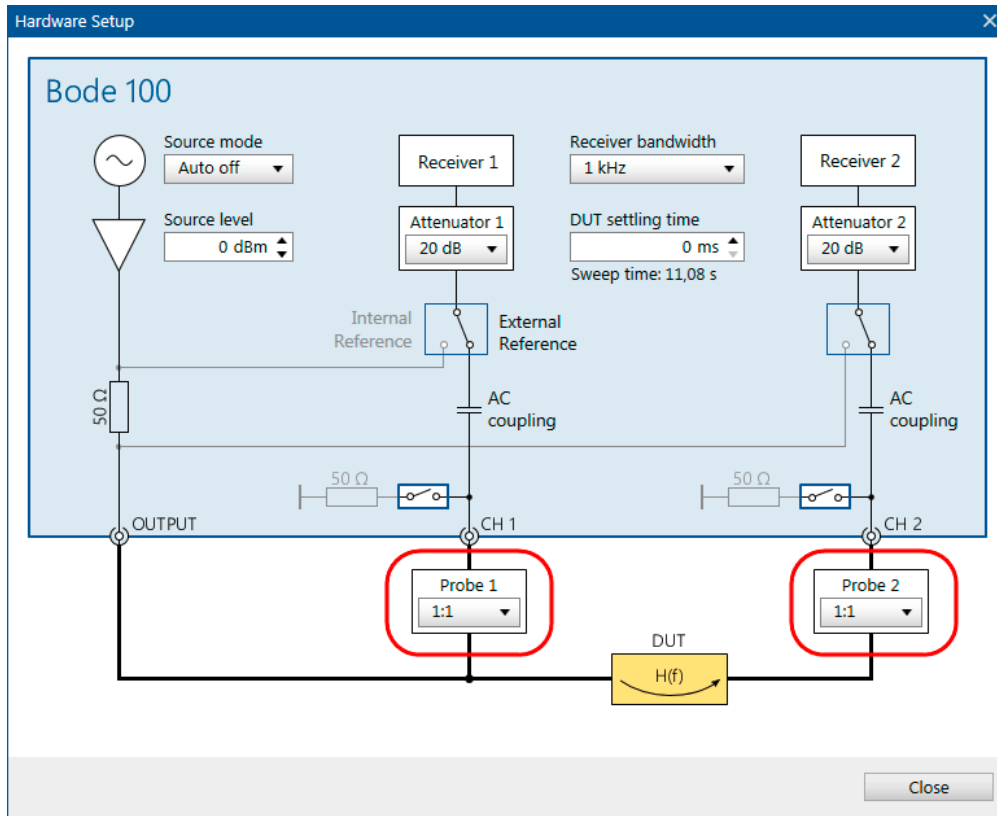 Hardware Setup
Bode 100
Source mode
Auto off
Receiver 1
Receiver bandwidth
1 kHz
Receiver 2
Source level
0 dBm
Attenuator 1
20 dB
DUT settling time
0 ms
Sweep time: 11,08 s
Attenuator 2
20 dB
Internal
Reference
External
Reference
50 Ω
AC
coupling
AC
coupling
50 Ω
50 Ω
OUTPUT
CH 1
CH 2
Probe 1
1:1
Probe 2
1:1
DUT
H(f)
Close